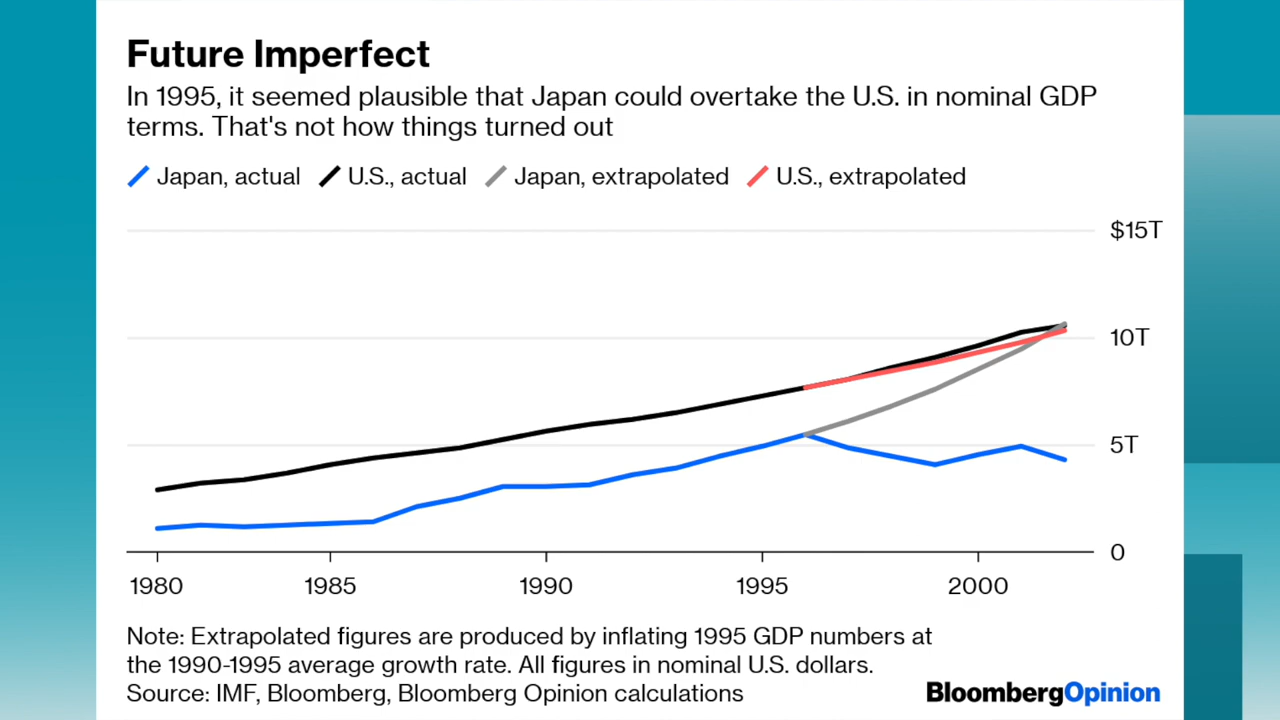 Future Imperfect
In 1995, it seemed plausible that Japan could overtake the U.S. in nominal GDP
terms. That's not how things turned out
Japan, actual U.S., actual Japan, extrapolated U.S., extrapolated
$15T
10T
5T
0
1980 1985 1990 1995 2000
Note: Extrapolated figures are produced by inflating 1995 GDP numbers at
the 1990-1995 average growth rate. All figures in nominal U.S. dollars.
Source: IMF, Bloomberg, Bloomberg Opinion calculations
BloombergOpinion